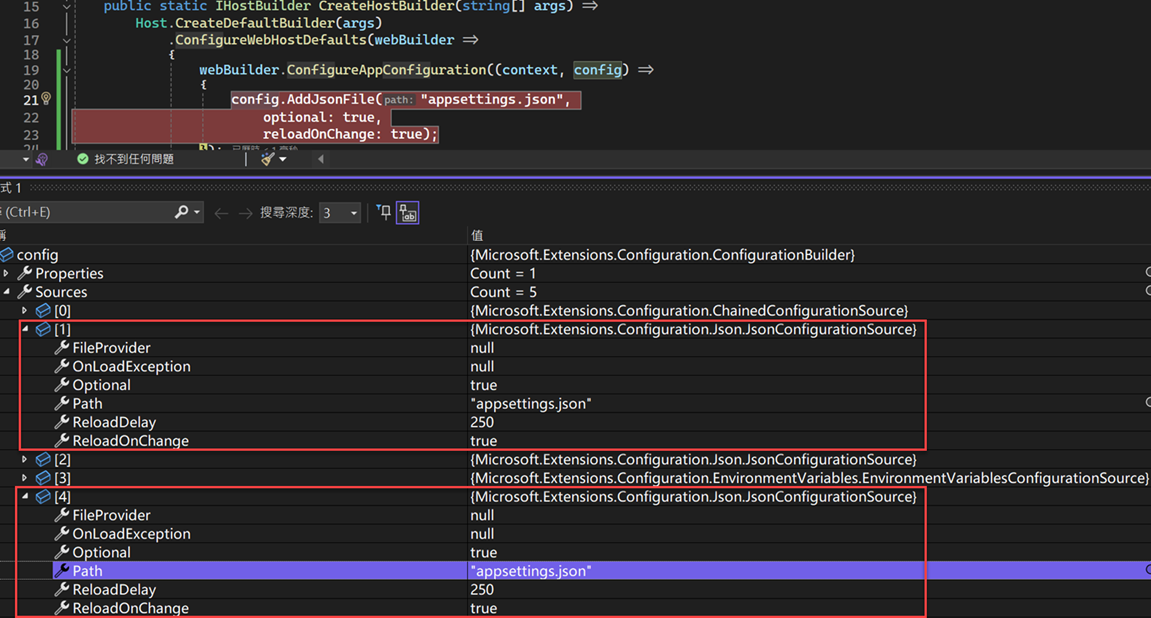 15 public static IHostBuilder CreateHostBuilder(string[] args) =>
16 Host.CreateDefaultBuilder(args)
17 .ConfigureWebHostDefaults(webBuilder =>
18 {
19 webBuilder.ConfigureAppConfiguration((context, config) =>
20 {
21 config.AddJsonFile(path: "appsettings.json",
22 optional: true,
23 reloadOnChange: true);
24 });
找不到任何問題
式 1
(Ctrl+E) 搜尋深度: 3
稱 值
config {Microsoft.Extensions.Configuration.ConfigurationBuilder}
Properties Count = 1
Sources Count = 5
[0] {Microsoft.Extensions.Configuration.ChainedConfigurationSource}
[1] {Microsoft.Extensions.Configuration.Json.JsonConfigurationSource}
FileProvider null
OnLoadException null
Optional true
Path "appsettings.json"
ReloadDelay 250
ReloadOnChange true
[2] {Microsoft.Extensions.Configuration.Json.JsonConfigurationSource}
[3] {Microsoft.Extensions.Configuration.EnvironmentVariables.EnvironmentVariablesConfigurationSource}
[4] {Microsoft.Extensions.Configuration.Json.JsonConfigurationSource}
FileProvider null
OnLoadException null
Optional true
Path "appsettings.json"
ReloadDelay 250
ReloadOnChange true